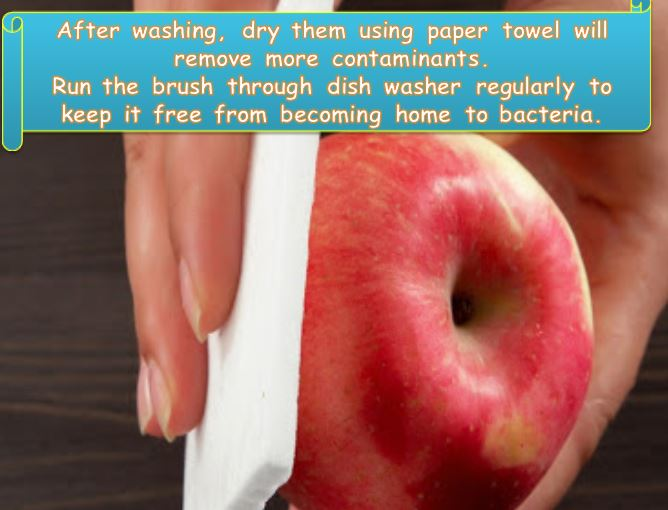 After washing, dry them using paper towel will
remove more contaminants.
Run the brush through dish washer regularly to
keep it free from becoming home to bacteria.